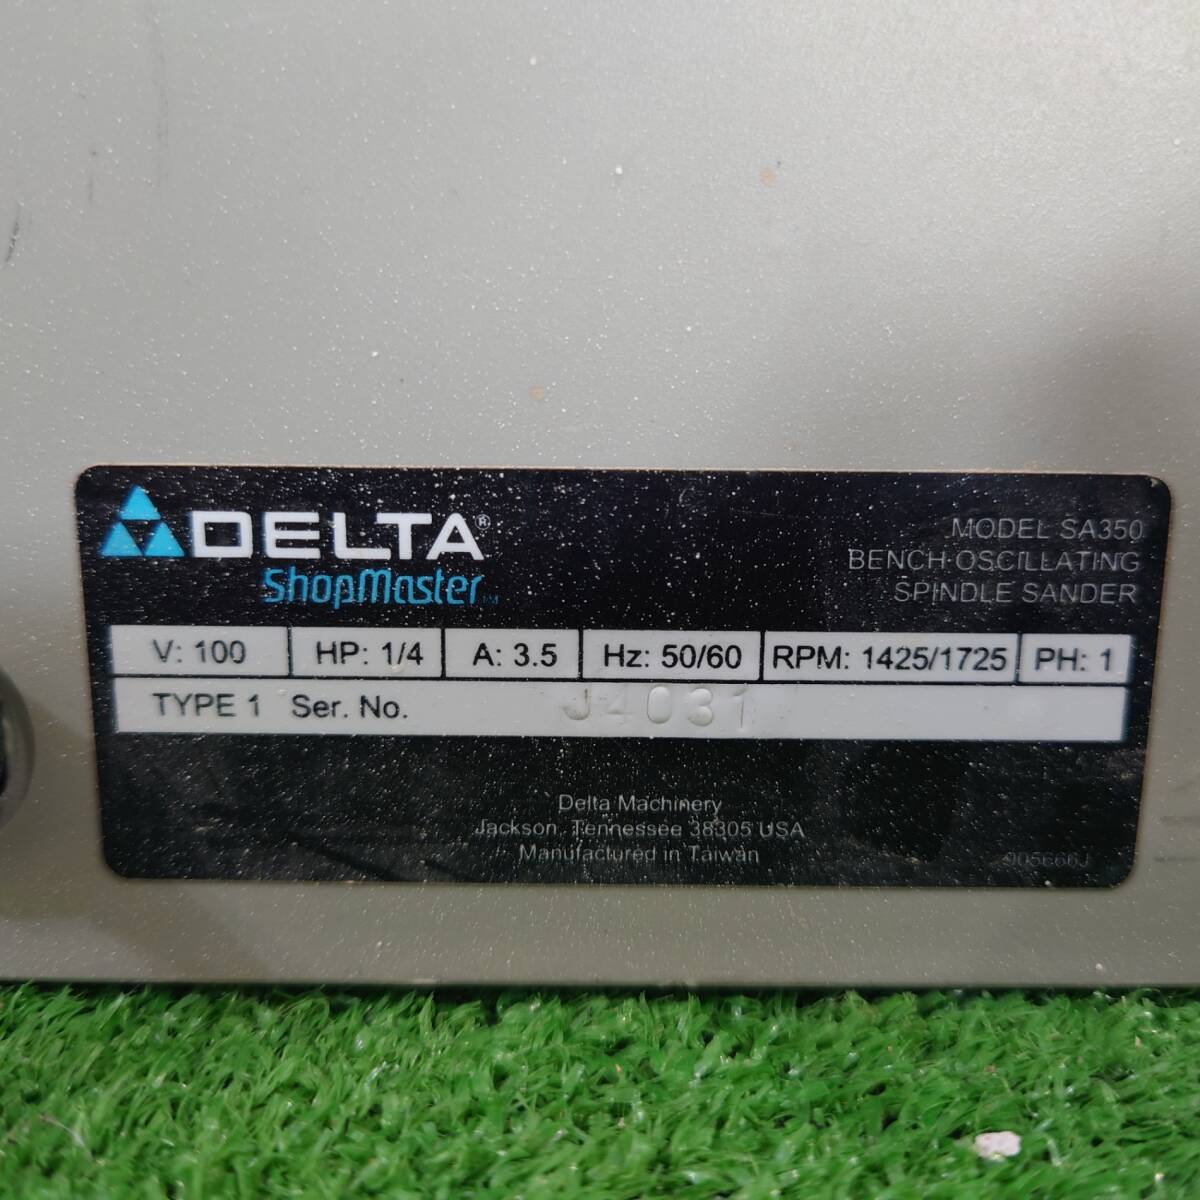 DELTA®
ShopMaster
MODEL SA350
BENCH OSCILLATING
SPINDLE SANDER
V: 100 HP: 1/4 A: 3.5 Hz: 50/60 RPM: 1425/1725 PH: 1
TYPE 1 Ser. No. J4031
Delta Machinery
Jackson, Tennessee 38305 USA
Manufactured in Taiwan
905666J